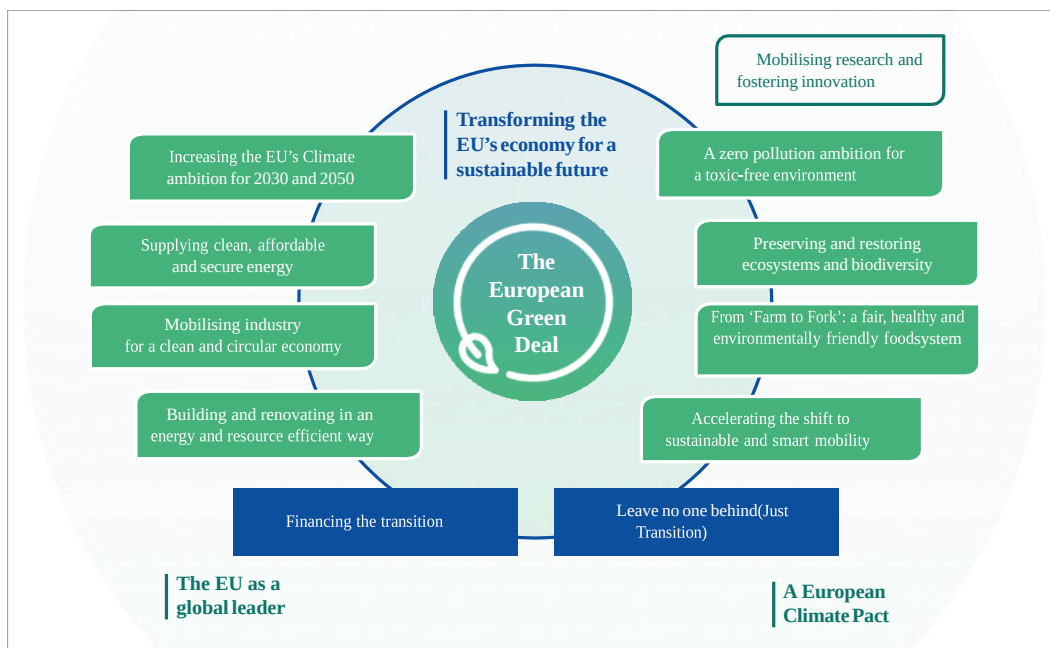 Mobilising research and
fostering innovation
Transforming the
EU’s economy for a
sustainable future
Increasing the EU’s Climate
ambition for 2030 and 2050
A zero pollution ambition for
a toxic-free environment
Supplying clean, affordable
and secure energy
Preserving and restoring
ecosystems and biodiversity
The
European
Green
Deal
Mobilising industry
for a clean and circular economy
From ‘Farm to Fork’: a fair, healthy and
environmentally friendly foodsystem
Building and renovating in an
energy and resource efficient way
Accelerating the shift to
sustainable and smart mobility
Financing the transition
Leave no one behind(Just
Transition)
The EU as a
global leader
A European
Climate Pact